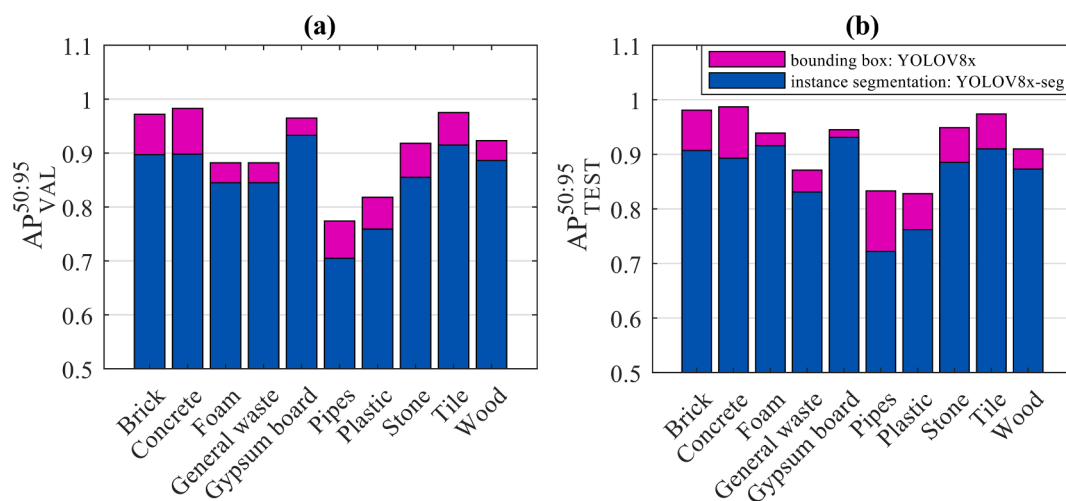 (a)
1.1
1
0.9
0.8
0.7
0.6
0.5
AP50:95VAL
Brick
Concrete
Foam
General waste
Gypsum board
Pipes
Plastic
Stone
Tile
Wood
(b)
bounding box: YOLOV8x
instance segmentation: YOLOV8x-seg
1.1
1
0.9
0.8
0.7
0.6
0.5
AP50:95TEST
Brick
Concrete
Foam
General waste
Gypsum board
Pipes
Plastic
Stone
Tile
Wood